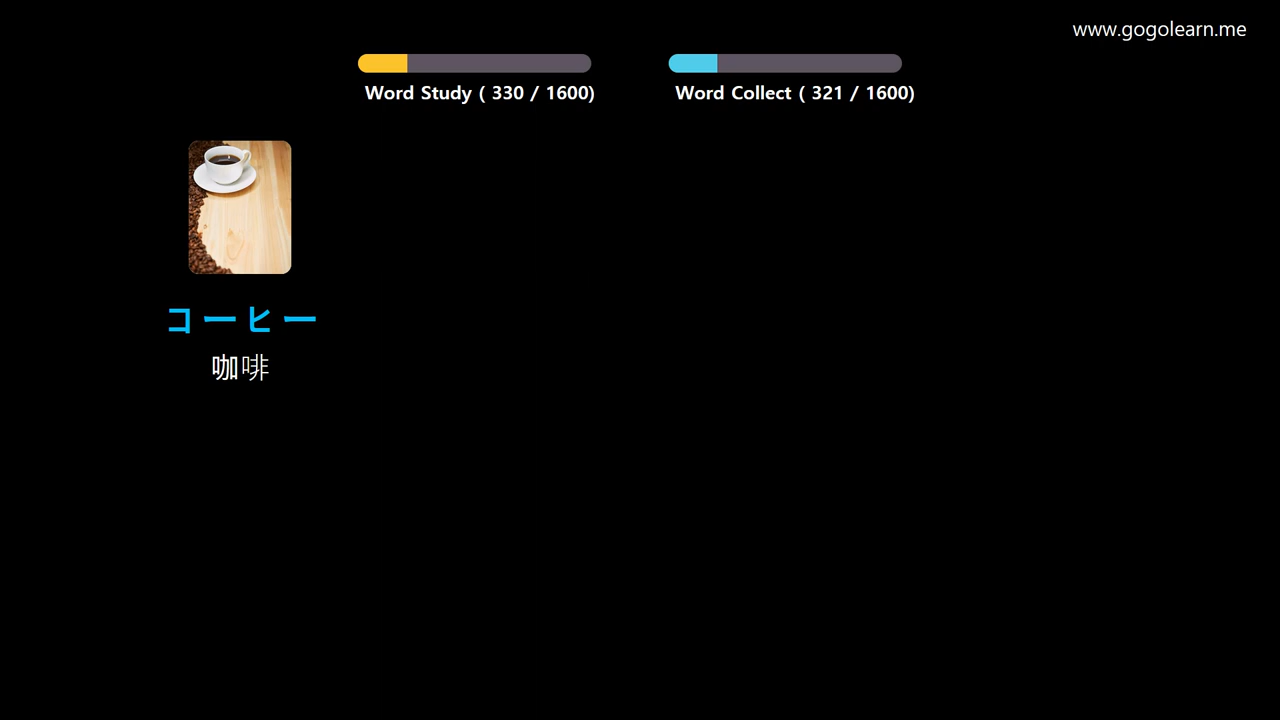 www.gogolearn.me
Word Study ( 330 / 1600)
Word Collect ( 321 / 1600)
コーヒー
咖啡